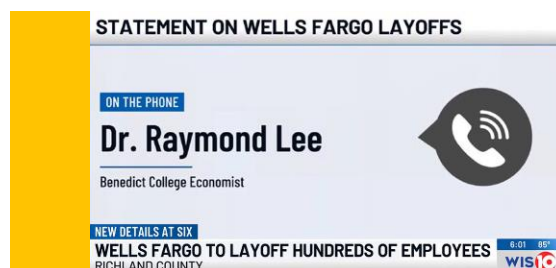 STATEMENT ON WELLS FARGO LAYOFFS
ON THE PHONE
Dr. Raymond Lee
Benedict College Economist
NEW DETAILS AT SIX
WELLS FARGO TO LAYOFF HUNDREDS OF EMPLOYEES
RICHLAND COUNTY
6:01 85°
WIS10